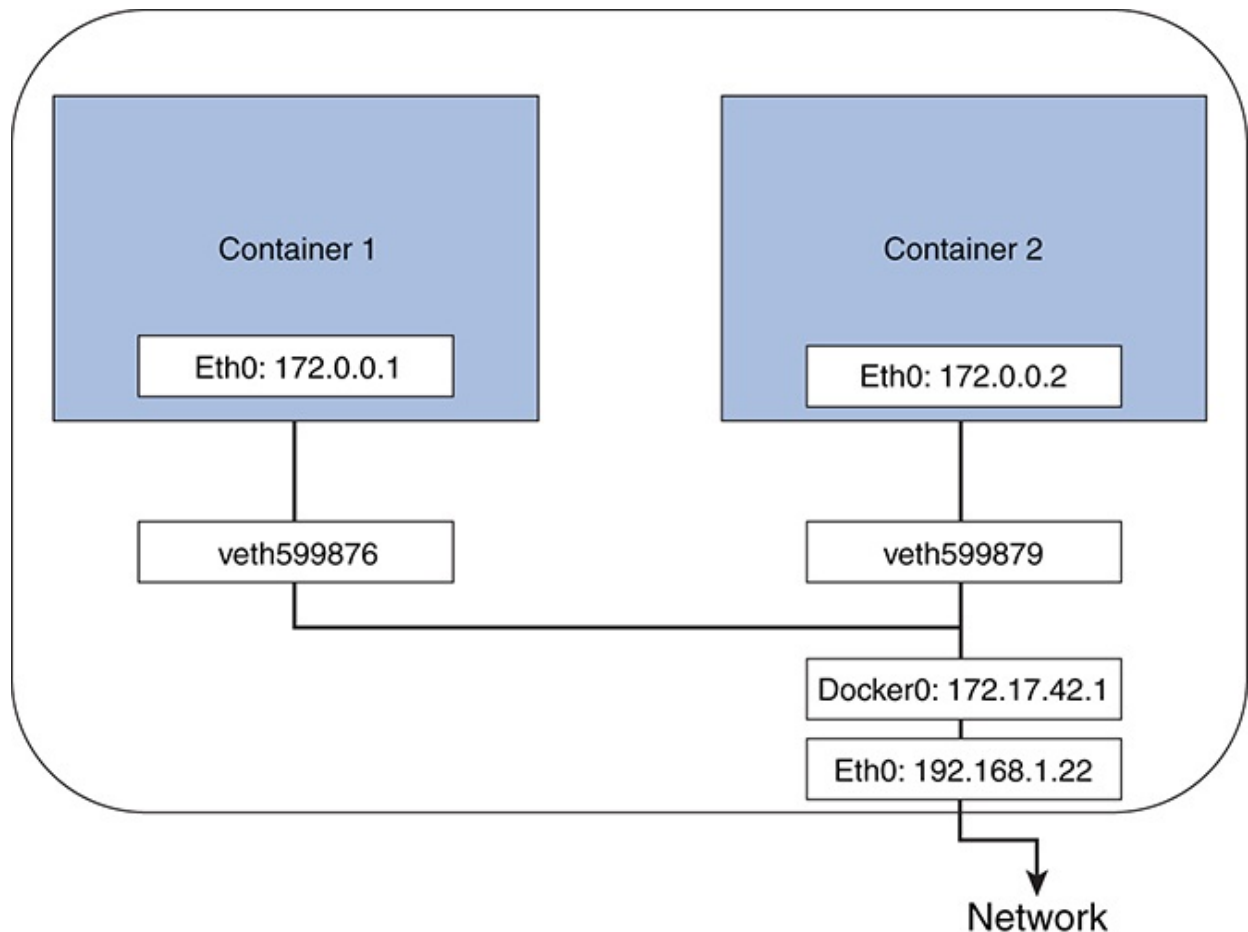 Container 1
Container 2
Eth0: 172.0.0.1
Eth0: 172.0.0.2
veth599876
veth599879
Docker0: 172.17.42.1
Eth0: 192.168.1.22
Network